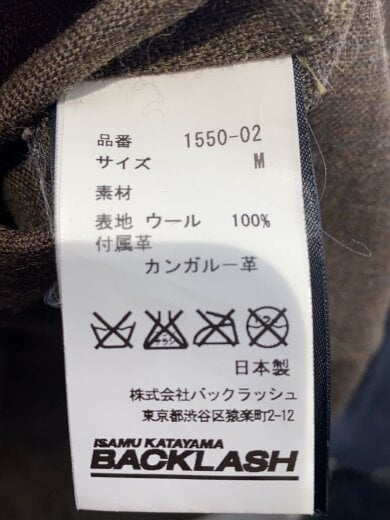 品番 1550-02
サイズ M
素材
表地 ウール 100%
付属革
カンガルー革
日本製
株式会社バックラッシュ
東京都渋谷区猿楽町2-12
ISAMU KATAYAMA
BACKLASH